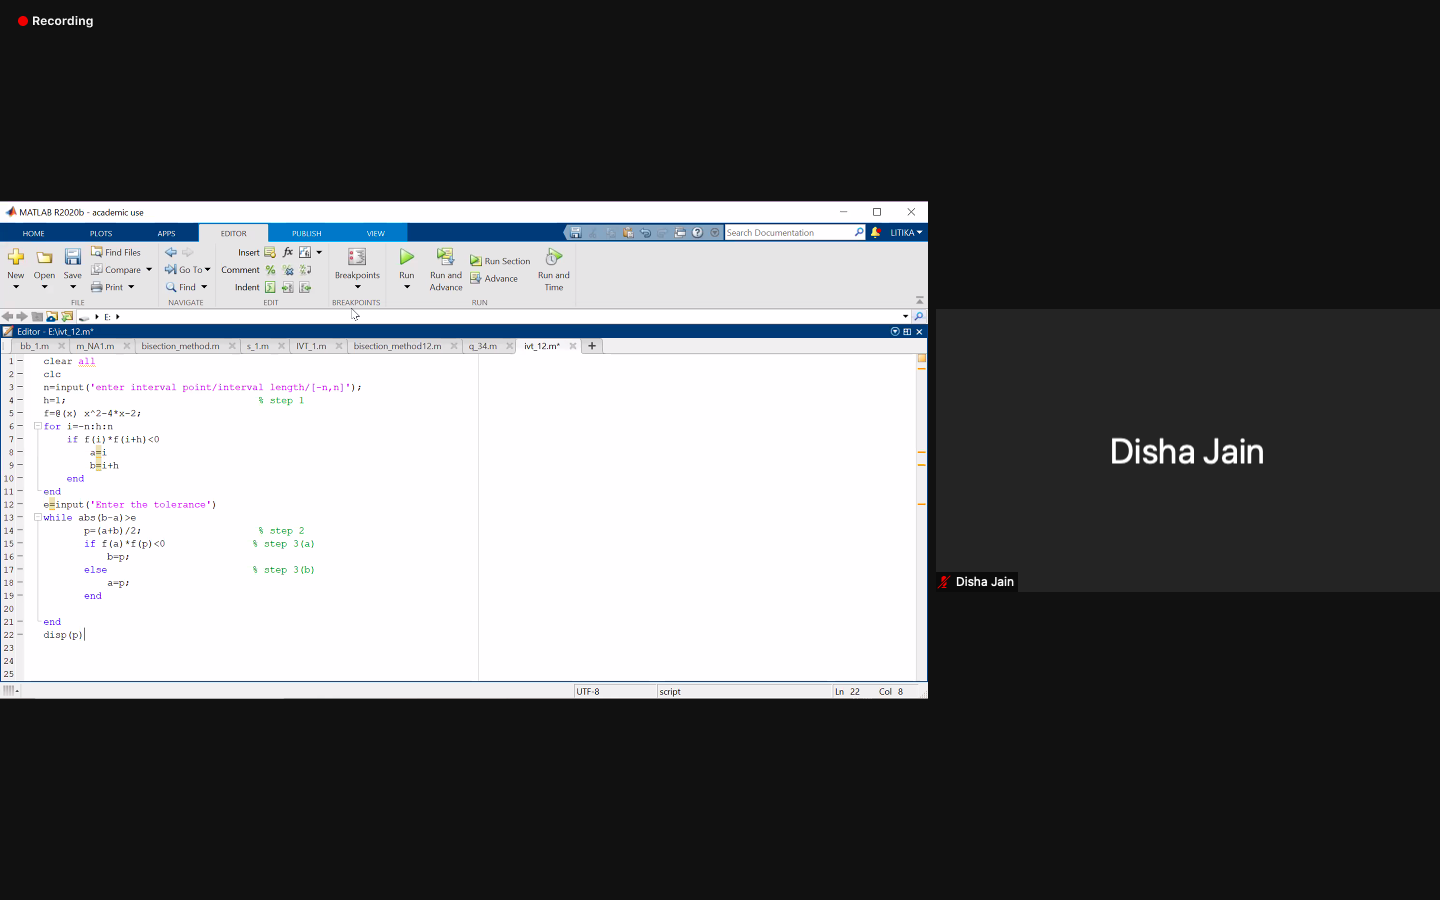 Recording
MATLAB R2020b - academic use
HOME PLOTS APPS EDITOR PUBLISH VIEW Search Documentation LITIKA
New Open Save Find Files Compare Print Go To Find Insert fx Comment Indent Breakpoints Run Run and Advance Run Section Advance Run and Time
FILE NAVIGATE EDIT BREAKPOINTS RUN
E:
Editor - E:\ivt_12.m*
bb_1.m m_NA1.m bisection_method.m s_1.m IVT_1.m bisection_method12.m q_34.m ivt_12.m*
1 clear all
2 clc
3 n=input('enter interval point/interval length/[-n,n]');
4 h=1; % step 1
5 f=@(x) x^2-4*x-2;
6 for i=-n:h:n
7 if f(i)*f(i+h)<0
8 a=i
9 b=i+h
10 end
11 end
12 e=input('Enter the tolerance')
13 while abs(b-a)>e
14 p=(a+b)/2; % step 2
15 if f(a)*f(p)<0 % step 3(a)
16 b=p;
17 else % step 3(b)
18 a=p;
19 end
20
21 end
22 disp(p)
23
24
25
UTF-8 script Ln 22 Col 8
Disha Jain
Disha Jain